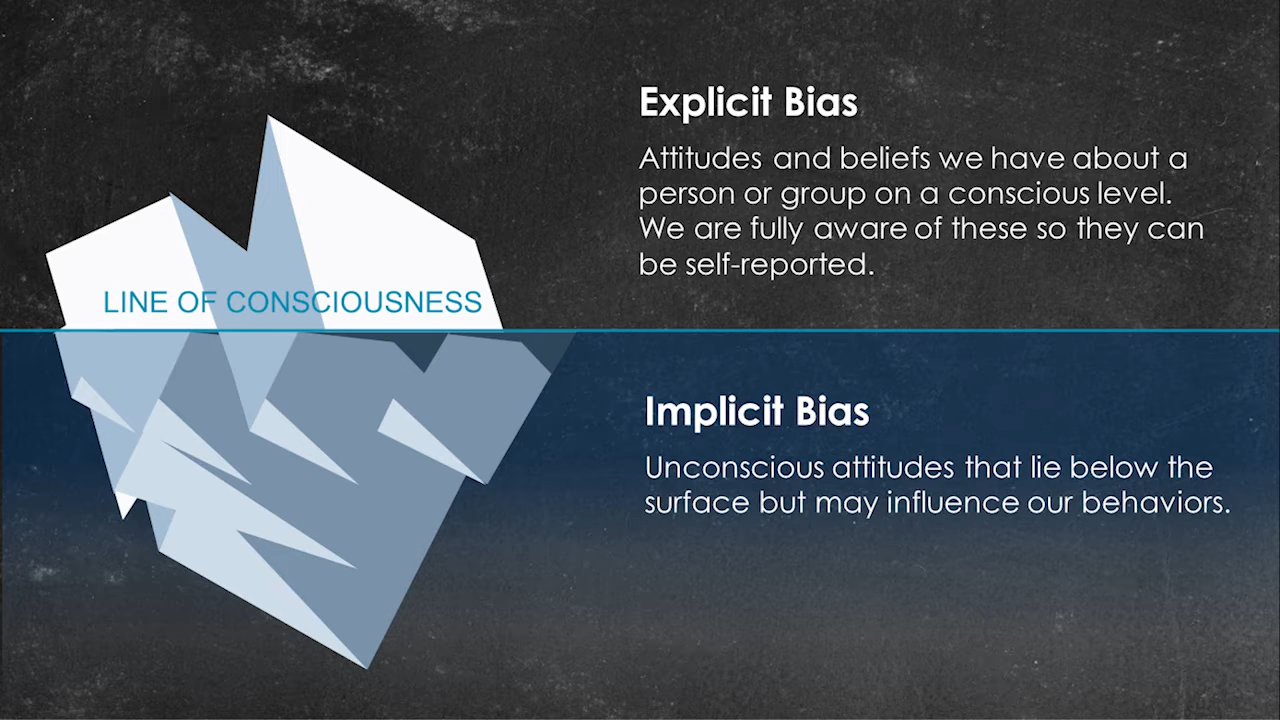 Explicit Bias
Attitudes and beliefs we have about a
person or group on a conscious level.
We are fully aware of these so they can
be self-reported.
LINE OF CONSCIOUSNESS
Implicit Bias
Unconscious attitudes that lie below the
surface but may influence our behaviors.